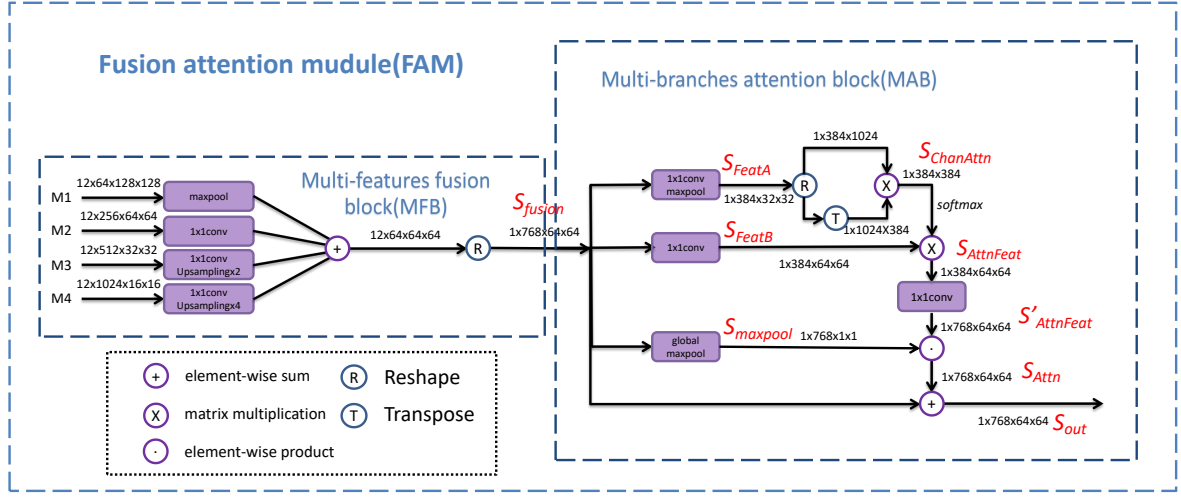 Fusion attention mudule(FAM)
Multi-branches attention block(MAB)
Multi-features fusion
block(MFB)
M1
12x64x128x128
maxpool
M2
12x256x64x64
1x1conv
M3
12x512x32x32
1x1conv
Upsamplingx2
M4
12x1024x16x16
1x1conv
Upsamplingx4
+
12x64x64x64
R
S_fusion
1x768x64x64
1x1conv
maxpool
S_FeatA
1x384x32x32
R
1x384x1024
T
1x1024X384
X
S_ChanAttn
1x384x384
softmax
1x1conv
S_FeatB
1x384x64x64
X
S_AttnFeat
1x384x64x64
1x1conv
1x768x64x64
S'_AttnFeat
global
maxpool
S_maxpool
1x768x1x1
·
1x768x64x64
S_Attn
+
1x768x64x64
S_out
+ element-wise sum
R Reshape
X matrix multiplication
T Transpose
· element-wise product